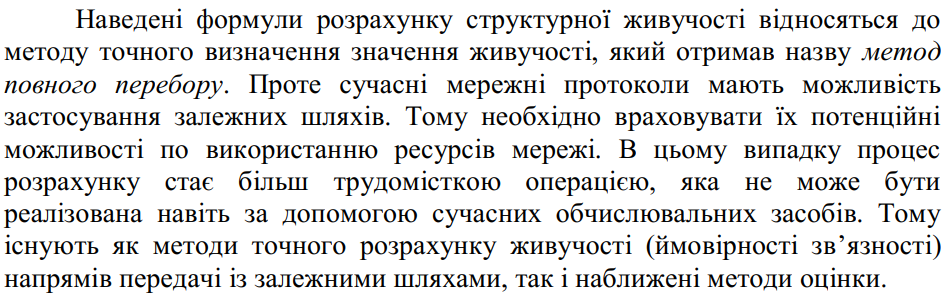 Наведені формули розрахунку структурної живучості відносяться до
методу точного визначення значення живучості, який отримав назву метод
повного перебору. Проте сучасні мережні протоколи мають можливість
застосування залежних шляхів. Тому необхідно враховувати їх потенційні
можливості по використанню ресурсів мережі. В цьому випадку процес
розрахунку стає більш трудомісткою операцією, яка не може бути
реалізована навіть за допомогою сучасних обчислювальних засобів. Тому
існують як методи точного розрахунку живучості (ймовірності зв’язності)
напрямів передачі із залежними шляхами, так і наближені методи оцінки.